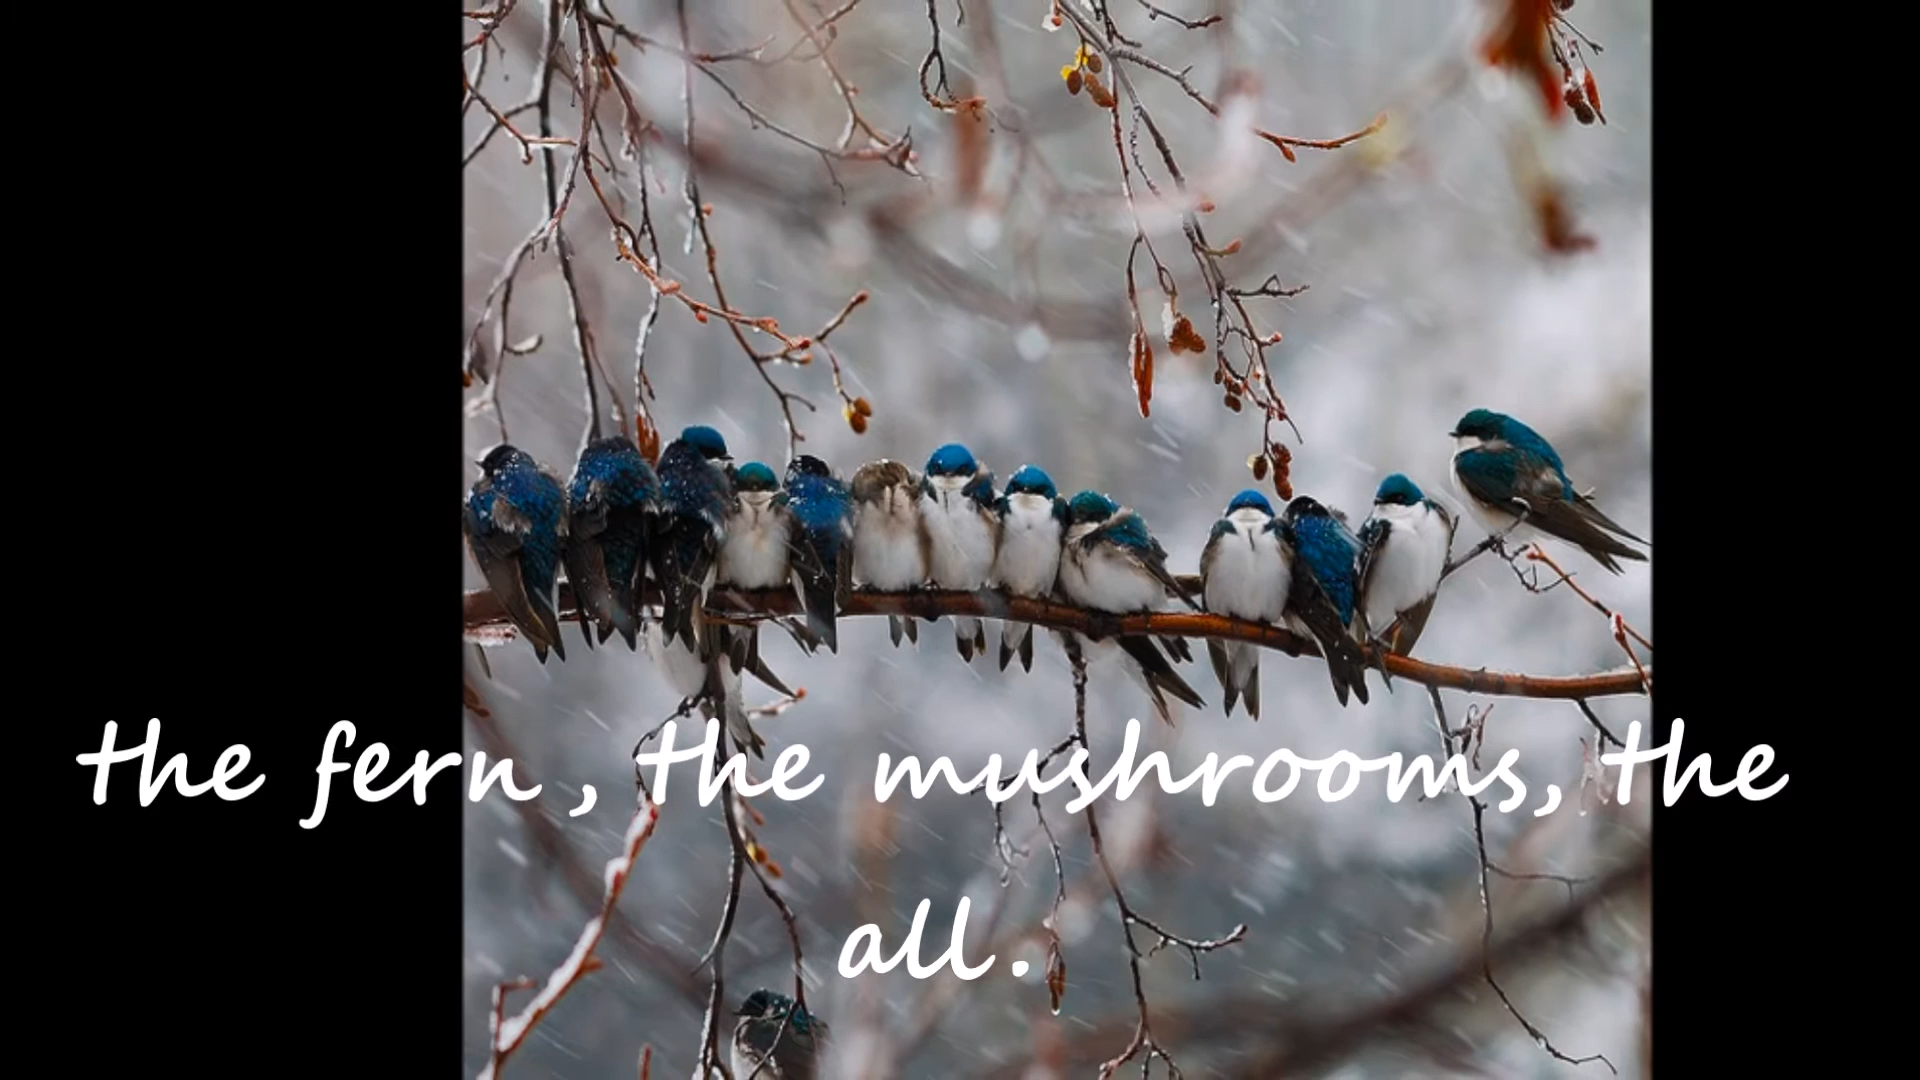 the fern, the mushrooms, the
all.